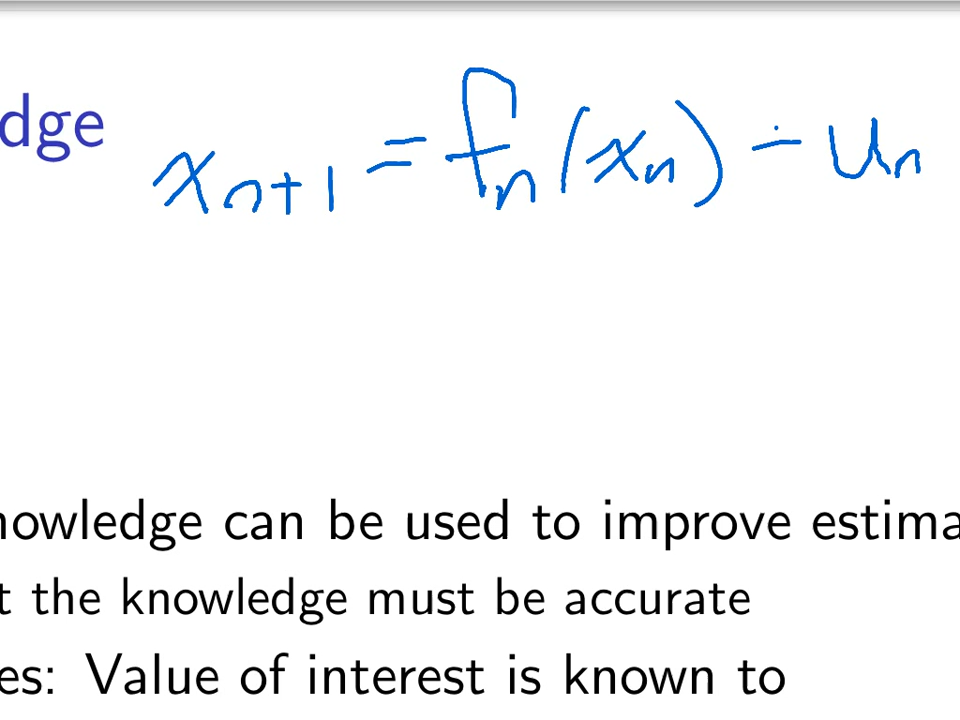 dge
xₙ₊₁ = fₙ(xₙ) ∸ uₙ
nowledge can be used to improve estima
t the knowledge must be accurate
es: Value of interest is known to